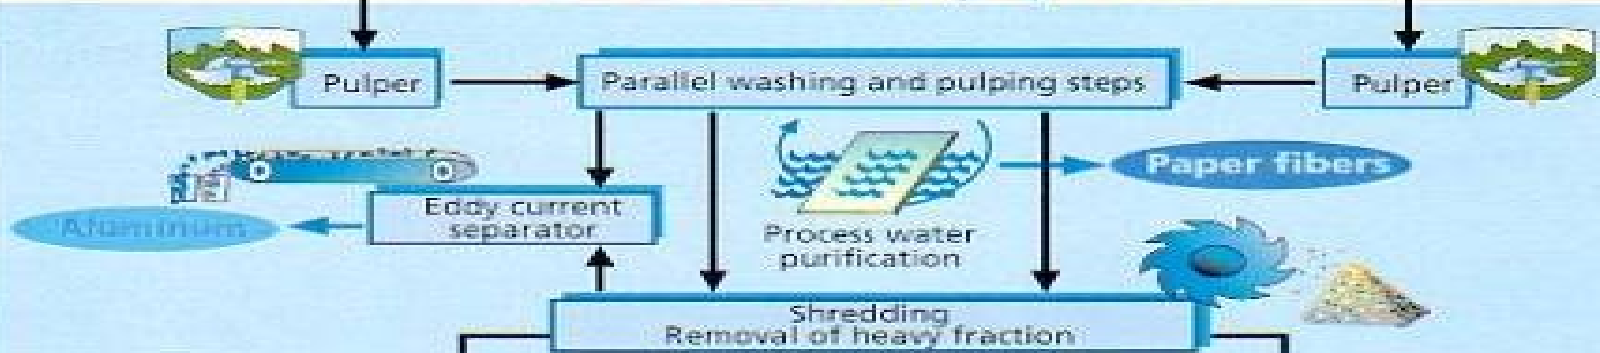 Pulper
Parallel washing and pulping steps
Pulper
Paper fibers
Eddy current
separator
Aluminum
Process water
purification
Shredding
Removal of heavy fraction